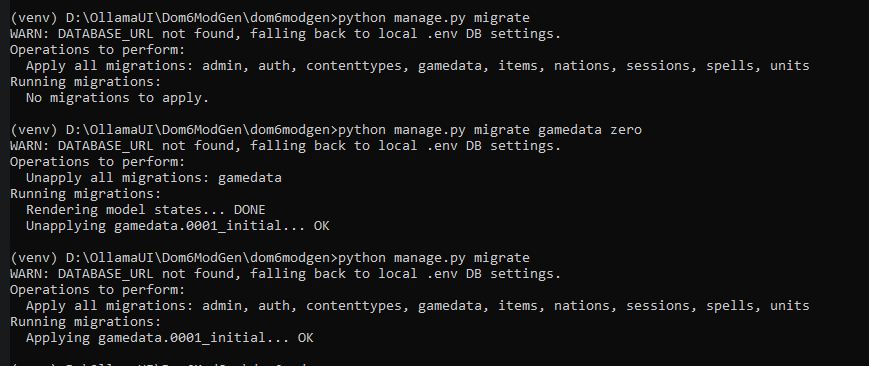 (venv) D:\OllamaUI\Dom6ModGen\dom6modgen>python manage.py migrate
WARN: DATABASE_URL not found, falling back to local .env DB settings.
Operations to perform:
  Apply all migrations: admin, auth, contenttypes, gamedata, items, nations, sessions, spells, units
Running migrations:
  No migrations to apply.
(venv) D:\OllamaUI\Dom6ModGen\dom6modgen>python manage.py migrate gamedata zero
WARN: DATABASE_URL not found, falling back to local .env DB settings.
Operations to perform:
  Unapply all migrations: gamedata
Running migrations:
  Rendering model states... DONE
  Unapplying gamedata.0001_initial... OK
(venv) D:\OllamaUI\Dom6ModGen\dom6modgen>python manage.py migrate
WARN: DATABASE_URL not found, falling back to local .env DB settings.
Operations to perform:
  Apply all migrations: admin, auth, contenttypes, gamedata, items, nations, sessions, spells, units
Running migrations:
  Applying gamedata.0001_initial... OK